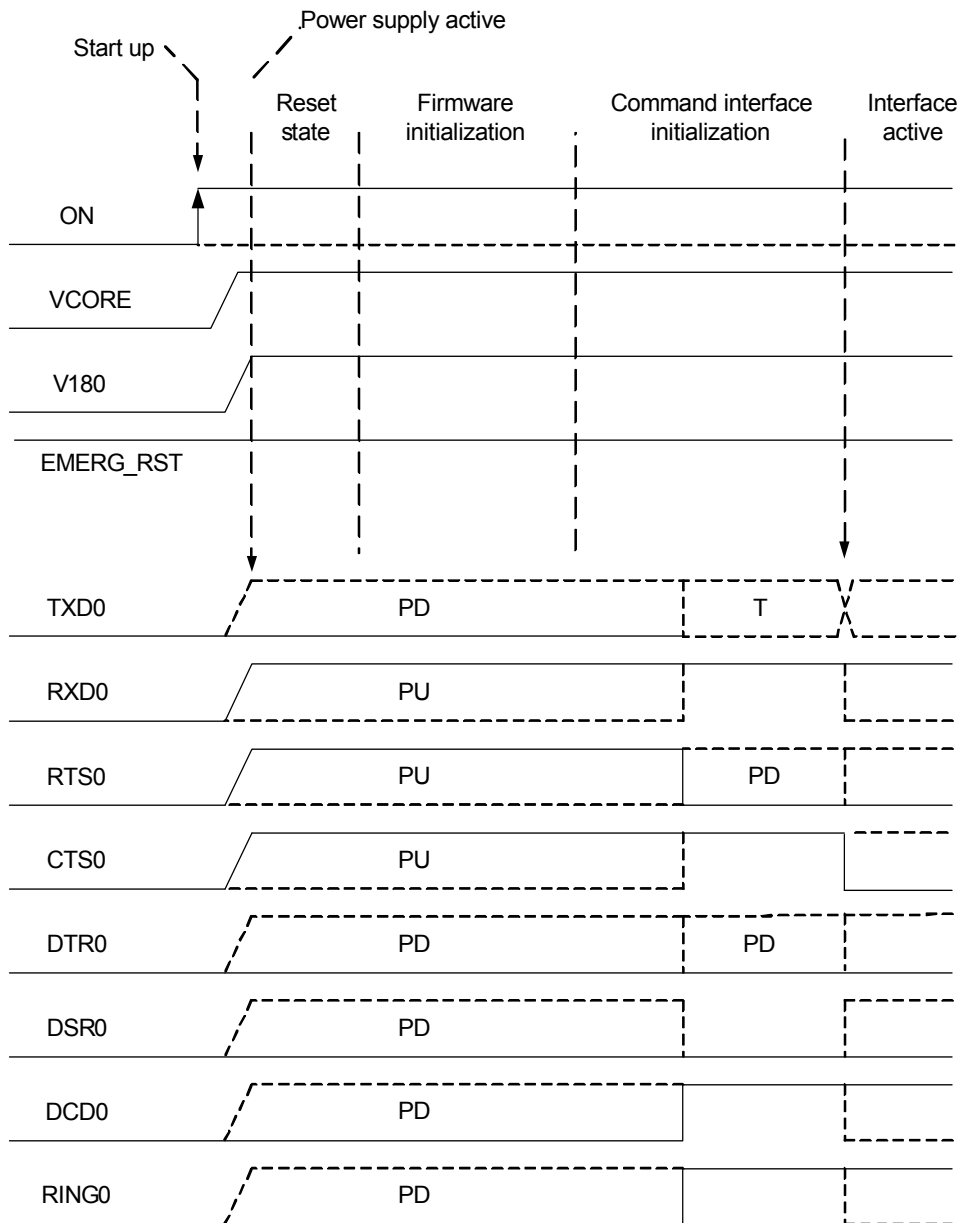 Power supply active
Start up
Reset state
Firmware initialization
Command interface initialization
Interface active
ON
VCORE
V180
EMERG_RST
TXD0 PD T
RXD0 PU
RTS0 PU PD
CTS0 PU
DTR0 PD PD
DSR0 PD
DCD0 PD
RING0 PD